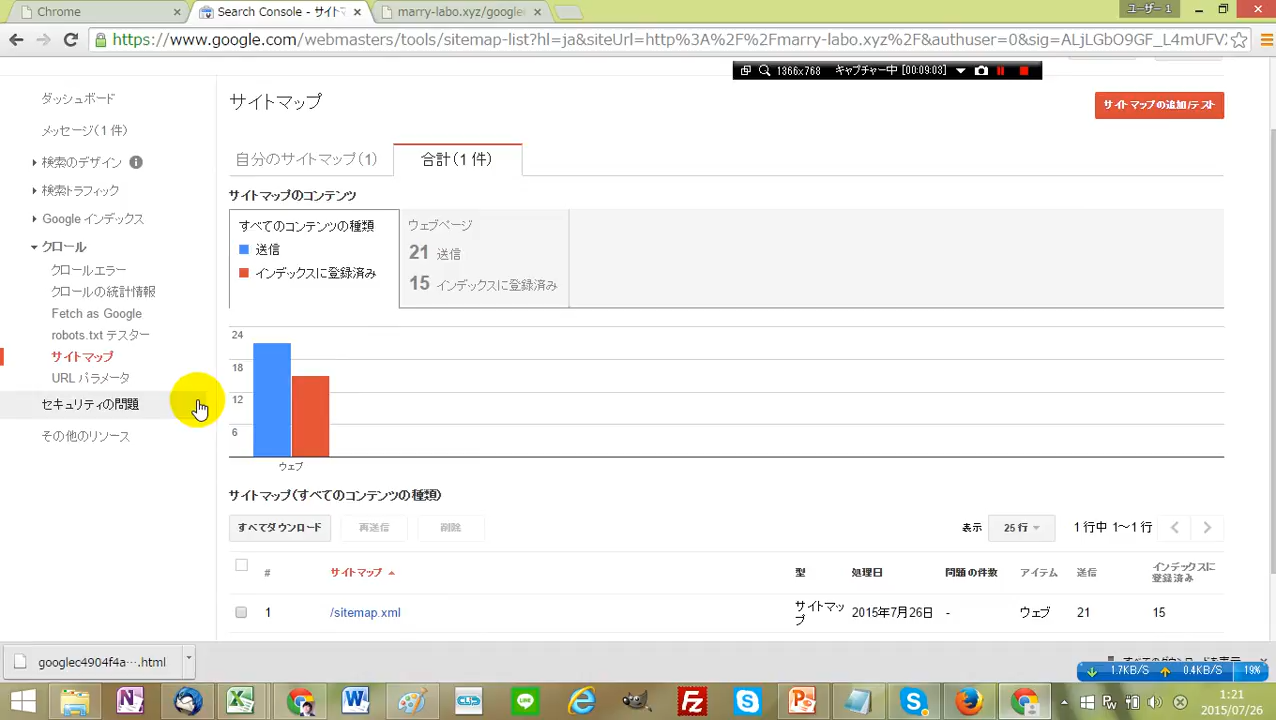 Chrome
Search Console - サイトマ
marry-labo.xyz/google
ユーザー 1
https://www.google.com/webmasters/tools/sitemap-list?hl=ja&siteUrl=http%3A%2F%2Fmarry-labo.xyz%2F&authuser=0&sig=ALjLGbO9GF_L4mUFV
1366x768 キャプチャー中 [00:09:03]
ダッシュボード
メッセージ(1 件)
検索のデザイン
検索トラフィック
Google インデックス
クロール
クロールエラー
クロールの統計情報
Fetch as Google
robots.txt テスター
サイトマップ
URL パラメータ
セキュリティの問題
その他のリソース
サイトマップ
サイトマップの追加/テスト
自分のサイトマップ(1)
合計(1 件)
サイトマップのコンテンツ
すべてのコンテンツの種類
送信
インデックスに登録済み
ウェブページ
21 送信
15 インデックスに登録済み
24
18
12
6
ウェブ
サイトマップ(すべてのコンテンツの種類)
すべてダウンロード 再送信 削除
表示 25 行 1 行中 1～1 行
# サイトマップ 型 処理日 問題の件数 アイテム 送信 インデックスに
登録済み
1 /sitemap.xml サイトマッ
プ 2015年7月26日 - ウェブ 21 15
googlec4904f4a….html
すべてのダウンロードを表示
1.7KB/S 0.4KB/S 19%
1:21
2015/07/26